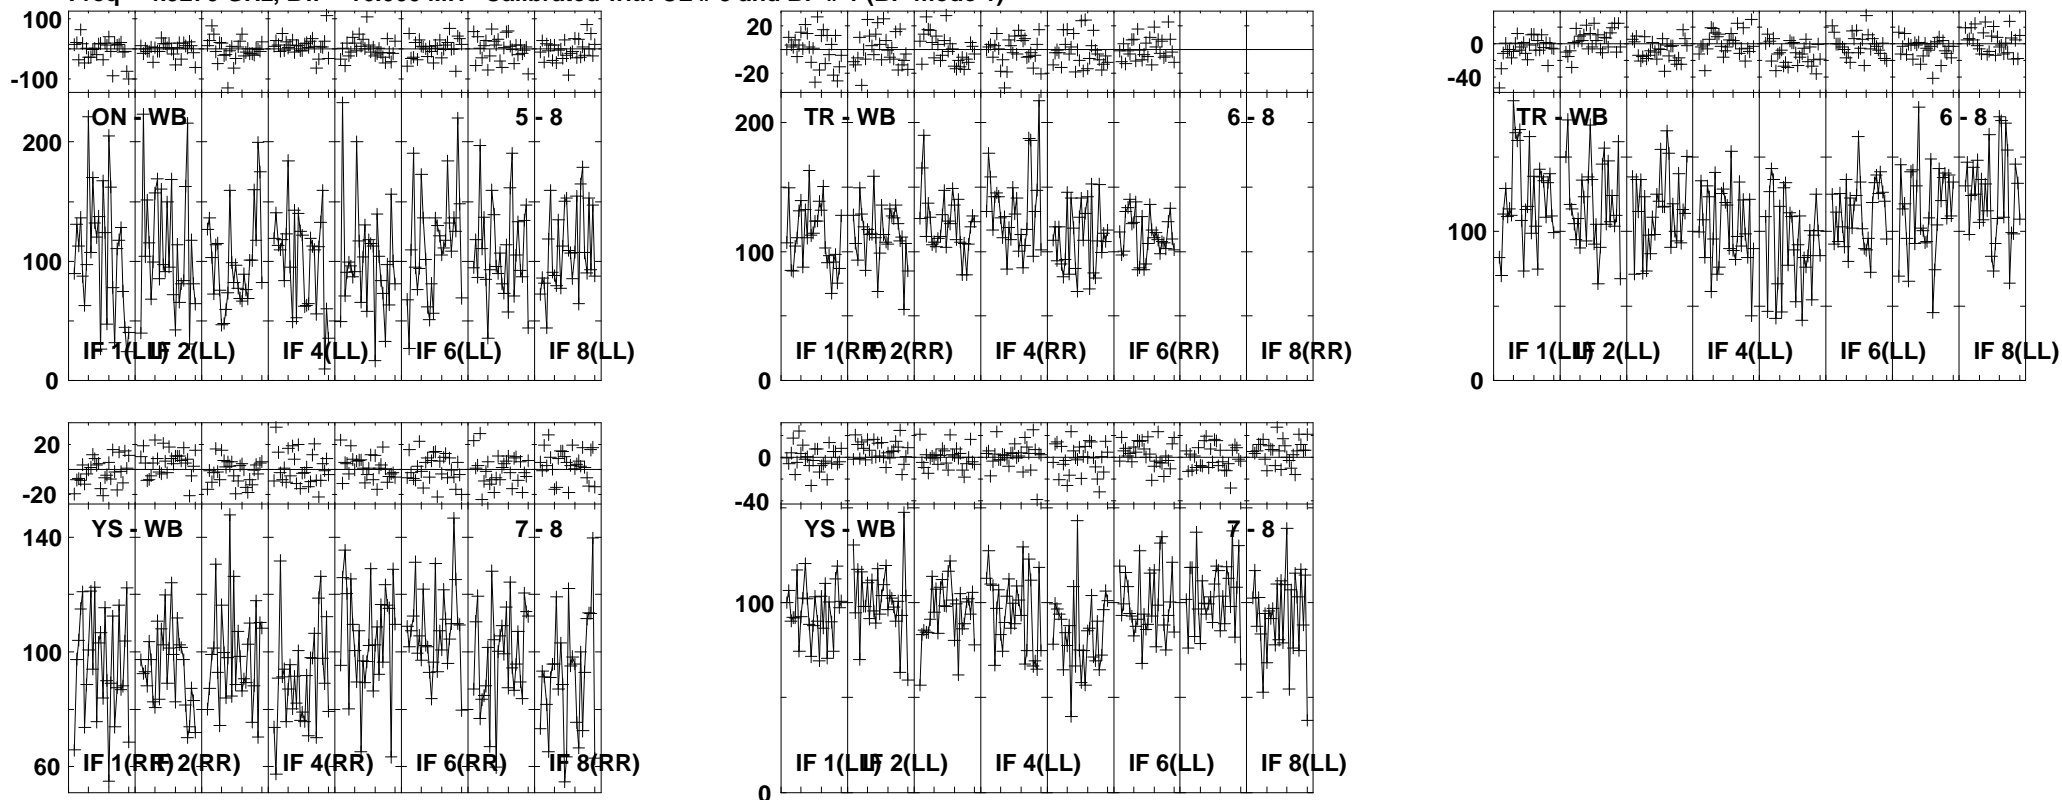 100
-100
ON - WB
5 - 8
200
100
0
IF 1(LL)
IF 2(LL)
IF 4(LL)
IF 6(LL)
IF 8(LL)
20
0
-20
TR - WB
6 - 8
200
100
0
IF 1(RR)
IF 2(RR)
IF 4(RR)
IF 6(RR)
IF 8(RR)
0
-40
TR - WB
6 - 8
100
0
IF 1(LL)
IF 2(LL)
IF 4(LL)
IF 6(LL)
IF 8(LL)
20
0
-20
YS - WB
7 - 8
140
100
60
IF 1(RR)
IF 2(RR)
IF 4(RR)
IF 6(RR)
IF 8(RR)
0
-40
YS - WB
7 - 8
100
0
IF 1(LL)
IF 2(LL)
IF 4(LL)
IF 6(LL)
IF 8(LL)